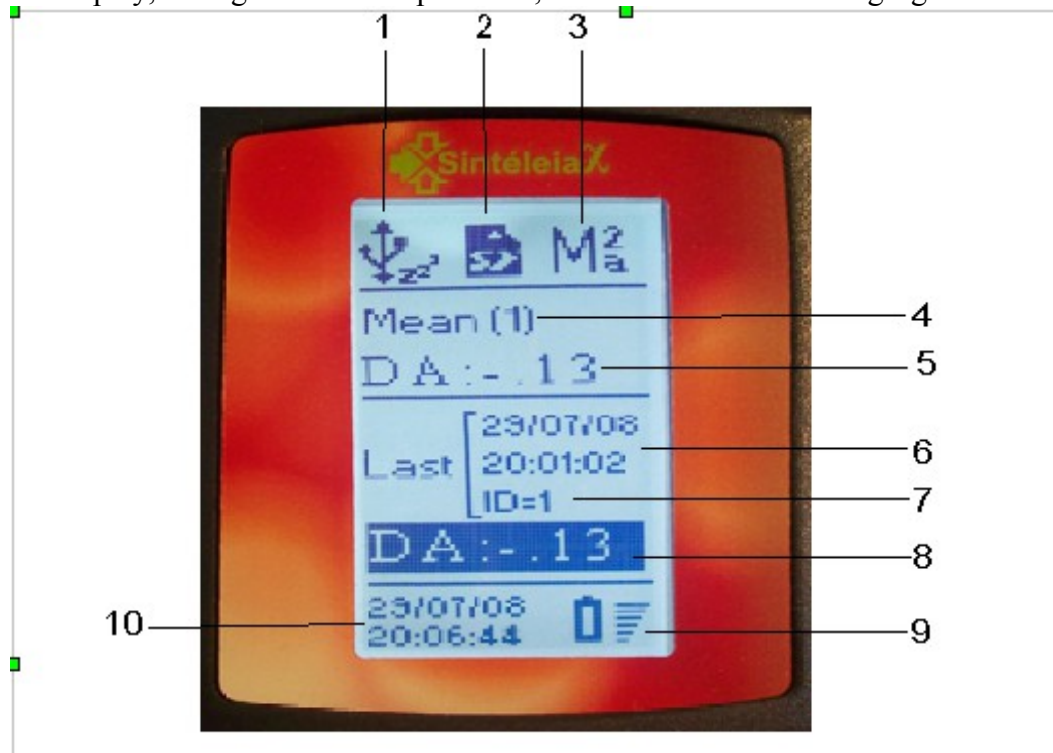 1 2 3
SintéleiaX
zz
M2a
Mean (1) 4
DA:-.13 5
Last 29/07/08
20:01:02 6
ID=1 7
DA:-.13 8
29/07/08
10 20:06:44 9